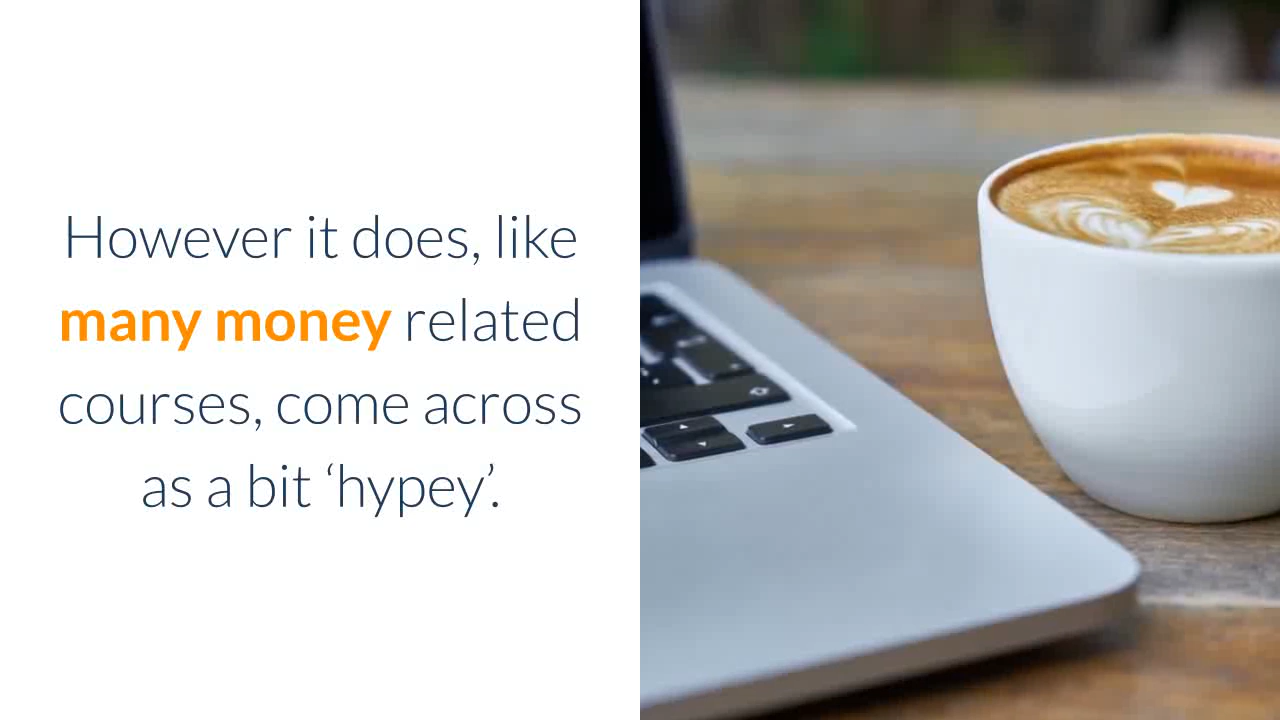 However it does, like
many money related
courses, come across
as a bit ‘hypey’.